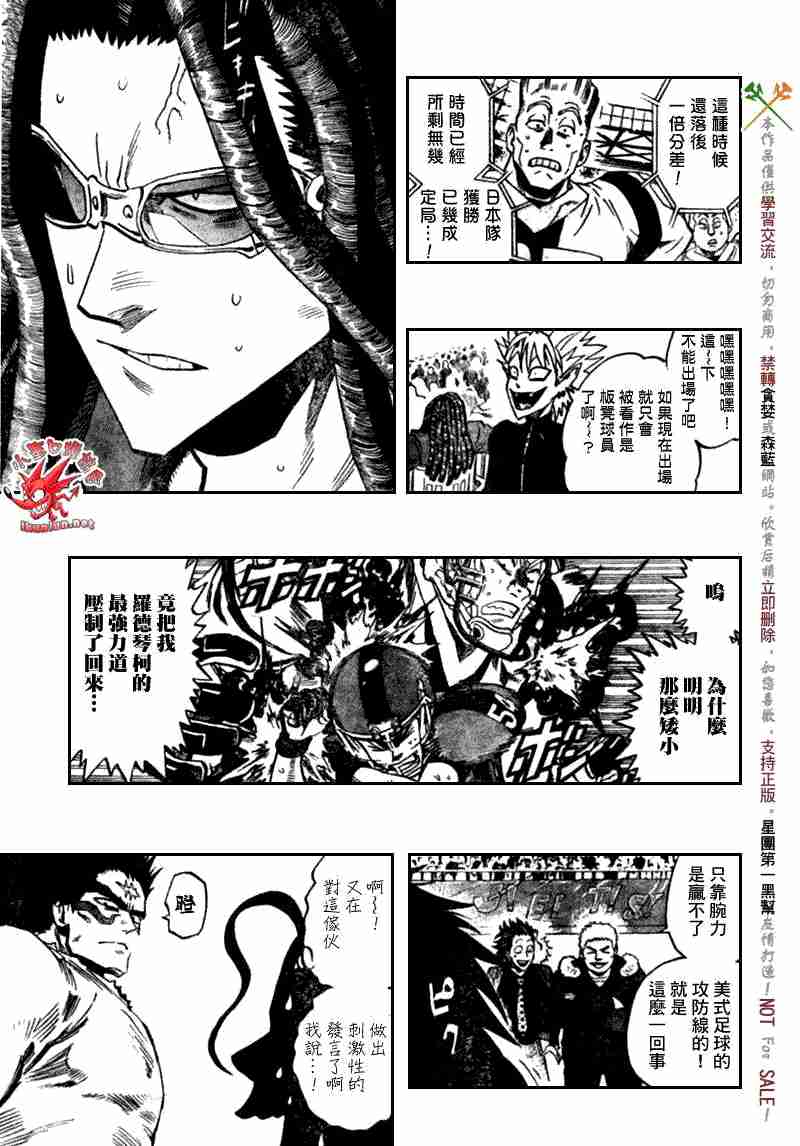 這種時候
還落後
一倍分差！
時間已經
所剩無幾
日本隊
獲勝
已幾成
定局…！
嘿嘿嘿嘿嘿！
這~下
不能出場了吧
如果現在出場
就只會
被看作是
板凳球員
了啊~？
嗚
為什麼
明明
那麼矮小
竟把我
羅德琴柯的
最強力道
壓制了回來…
ボボボ
ボボ
只靠腕力
是贏不了
美式足球的
攻防線的！
就是
這麼一回事
啊~！
又在
對這傢伙
做出
刺激性的
發言了啊
我說…！
瞪
本作品僅供學習交流，切勿商用，禁轉貪婪或森藍網站。欣賞后請立即刪除，如您喜歡，支持正版。星團第一黑幫友情打造！NOT For SALE！